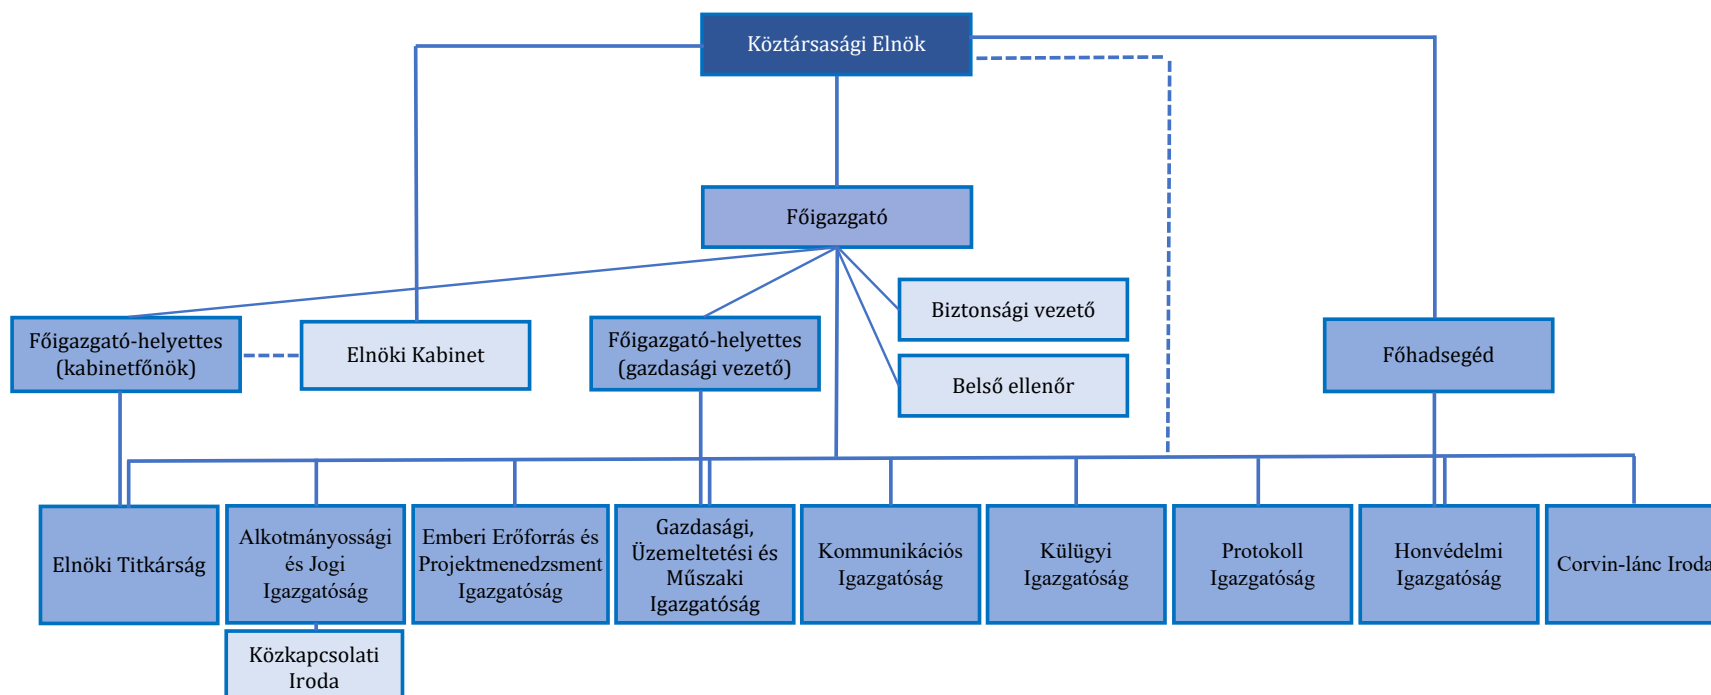 Köztársasági Elnök
Főigazgató
Biztonsági vezető
Főigazgató-helyettes
(kabinetfőnök)
Elnöki Kabinet
Főigazgató-helyettes
(gazdasági vezető)
Belső ellenőr
Főhadsegéd
Elnöki Titkárság
Alkotmányossági
és Jogi
Igazgatóság
Emberi Erőforrás és
Projektmenedzsment
Igazgatóság
Gazdasági,
Üzemeltetési és
Műszaki
Igazgatóság
Kommunikációs
Igazgatóság
Külügyi
Igazgatóság
Protokoll
Igazgatóság
Honvédelmi
Igazgatóság
Corvin-lánc Iroda
Közkapcsolati
Iroda